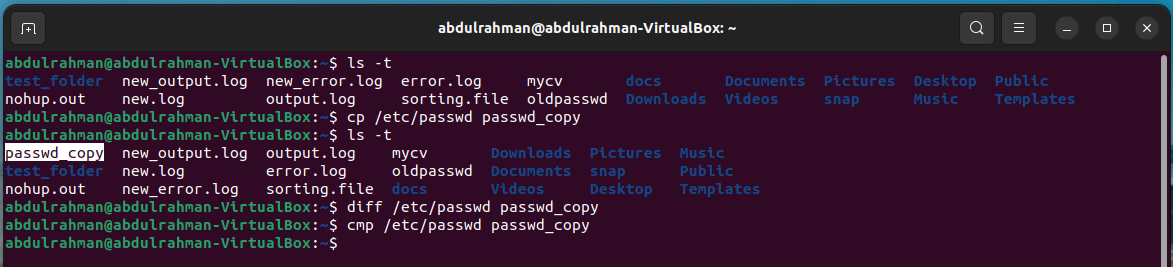 abdulrahman@abdulrahman-VirtualBox: ~
abdulrahman@abdulrahman-VirtualBox:~$ ls -t
test_folder new_output.log new_error.log error.log mycv docs Documents Pictures Desktop Public
nohup.out new.log output.log sorting.file oldpasswd Downloads Videos snap Music Templates
abdulrahman@abdulrahman-VirtualBox:~$ cp /etc/passwd passwd_copy
abdulrahman@abdulrahman-VirtualBox:~$ ls -t
passwd_copy new_output.log output.log mycv Downloads Pictures Music
test_folder new.log error.log oldpasswd Documents snap Public
nohup.out new_error.log sorting.file docs Videos Desktop Templates
abdulrahman@abdulrahman-VirtualBox:~$ diff /etc/passwd passwd_copy
abdulrahman@abdulrahman-VirtualBox:~$ cmp /etc/passwd passwd_copy
abdulrahman@abdulrahman-VirtualBox:~$